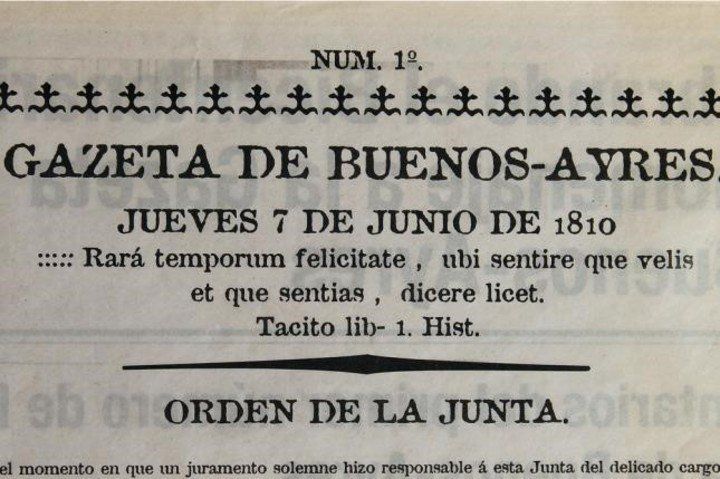 NUM. 1º.
GAZETA DE BUENOS-AYRES.
JUEVES 7 DE JUNIO DE 1810
::::: Rará temporum felicitate , ubi sentire que velis
et que sentias , dicere licet.
Tacito lib- 1. Hist.
ORDEN DE LA JUNTA.
el momento en que un juramento solemne hizo responsable á esta Junta del delicado cargo